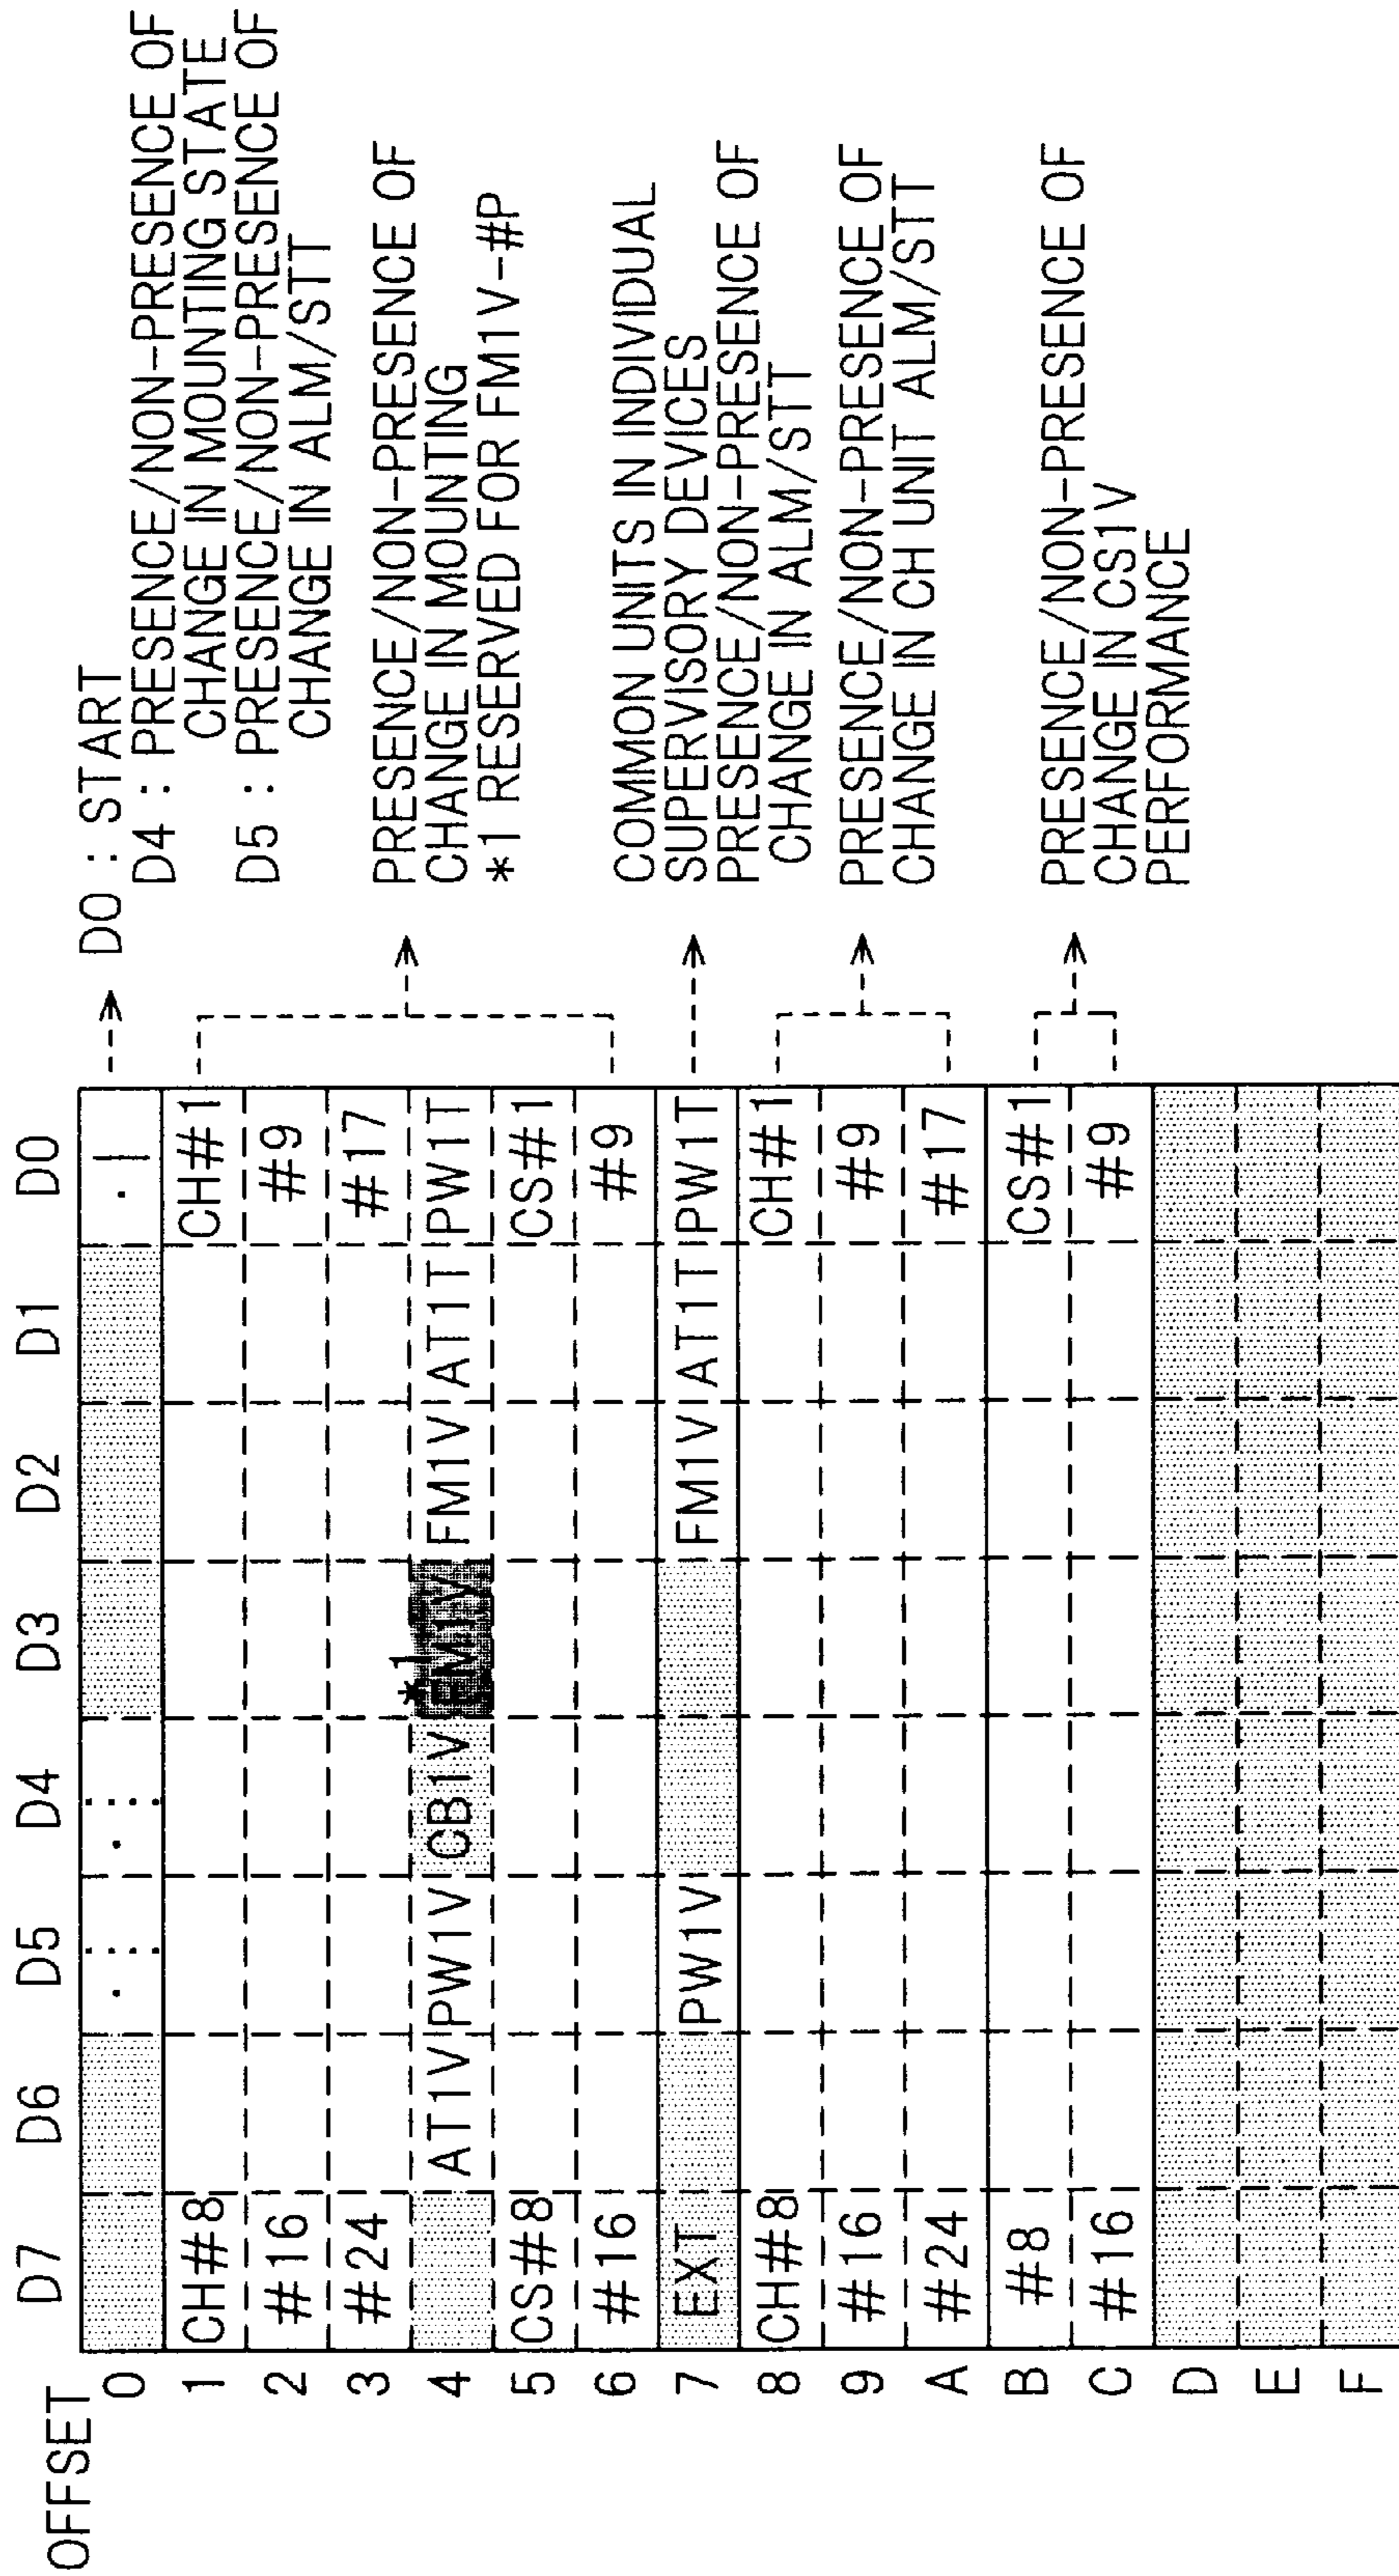 OFFSET D7 D6 D5 D4 D3 D2 D1 D0
0
1 CH#8 CH#1
2 #16 #9
3 #24 #17
*1
4 AT1V PW1V CB1V FM1V FM1V AT1T PW1T
5 CS#8 CS#1
6 #16 #9
7 EXT PW1V FM1V AT1T PW1T
8 CH#8 CH#1
9 #16 #9
A #24 #17
B #8 CS#1
C #16 #9
D
E
F
D0 : START
D4 : PRESENCE/NON-PRESENCE OF
CHANGE IN MOUNTING STATE
D5 : PRESENCE/NON-PRESENCE OF
CHANGE IN ALM/STT
PRESENCE/NON-PRESENCE OF
CHANGE IN MOUNTING
*1 RESERVED FOR FM1V-#P
COMMON UNITS IN INDIVIDUAL
SUPERVISORY DEVICES
PRESENCE/NON-PRESENCE OF
CHANGE IN ALM/STT
PRESENCE/NON-PRESENCE OF
CHANGE IN CH UNIT ALM/STT
PRESENCE/NON-PRESENCE OF
CHANGE IN CS1V
PERFORMANCE